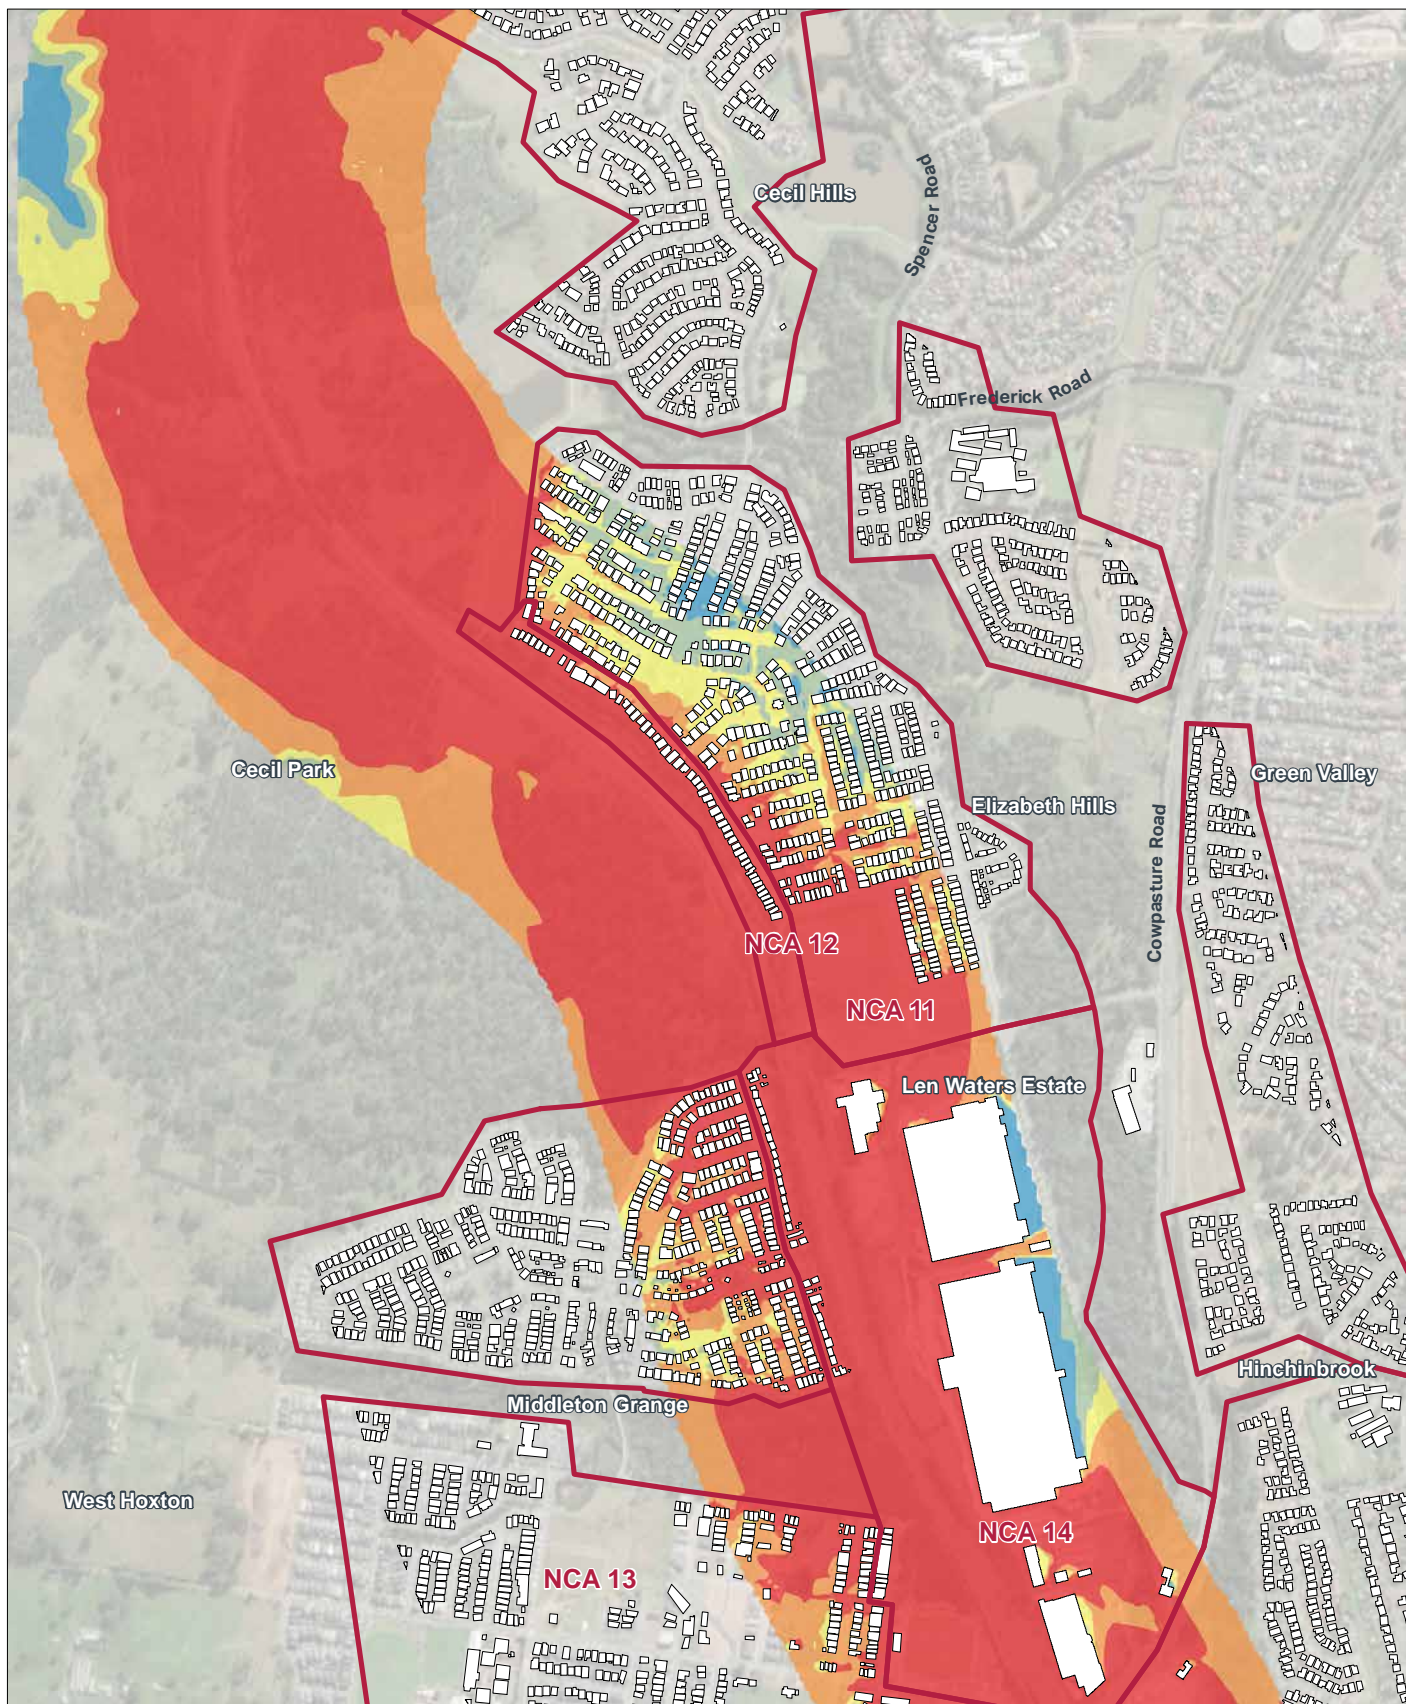 Cecil Hills
Spencer Road
Frederick Road
Cecil Park
Green Valley
Elizabeth Hills
Cowpasture Road
NCA 12
NCA 11
Len Waters Estate
Hinchinbrook
Middleton Grange
West Hoxton
NCA 14
NCA 13